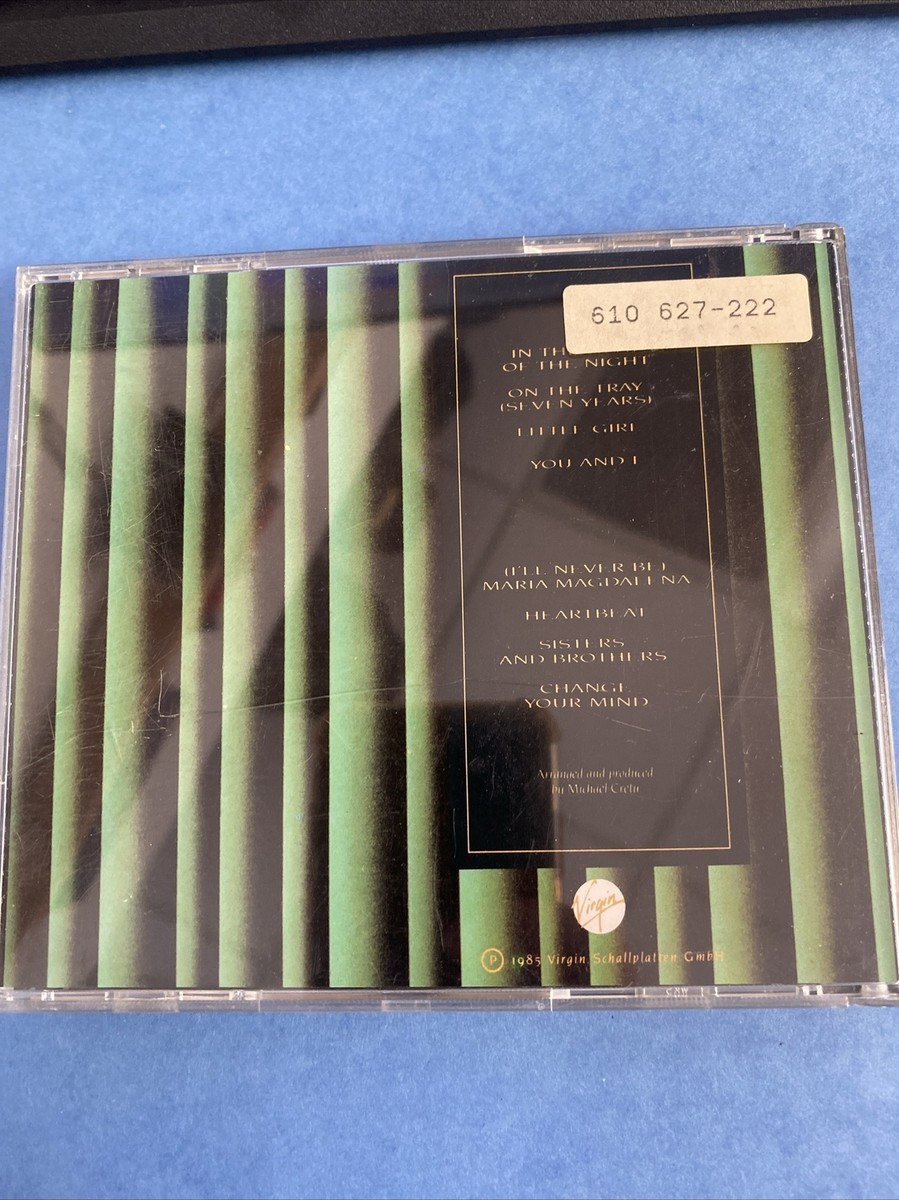 610 627-222
IN TH
OF THE NIGHT
ON THE TRAY
(SEVEN YEARS)
LITTLE GIRL
YOU AND I
(I'LL NEVER BE)
MARIA MAGDALENA
HEARTBEAT
SISTERS
AND BROTHERS
CHANGE
YOUR MIND
Arranged and produced
by Michael Cretu
Virgin
Ⓟ 1985 Virgin Schallplatten GmbH